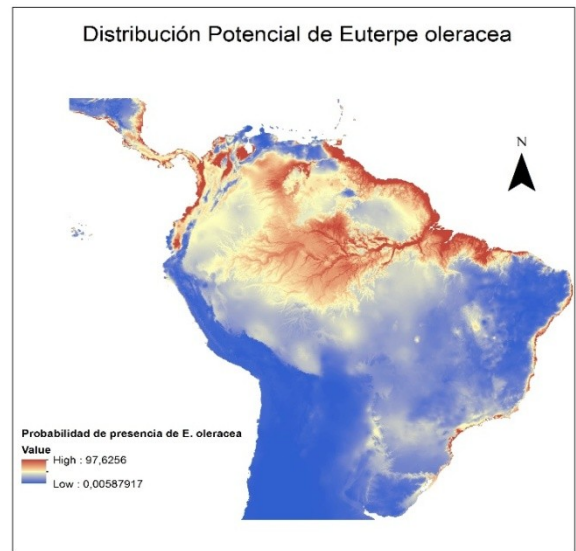 Distribución Potencial de Euterpe oleracea
N
Probabilidad de presencia de E. oleracea
Value
High : 97,6256
Low : 0,00587917